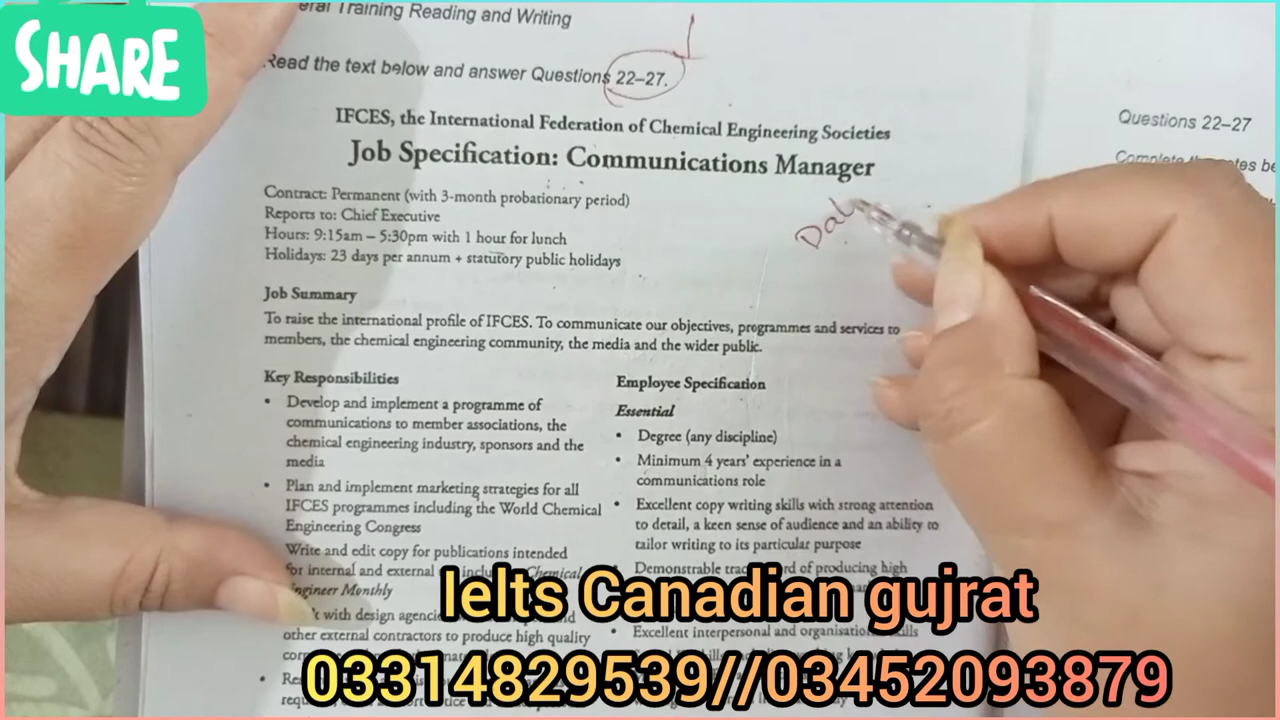 SHARE
eral Training Reading and Writing
Read the text below and answer Questions 22–27.
IFCES, the International Federation of Chemical Engineering Societies
Job Specification: Communications Manager
Contract: Permanent (with 3-month probationary period)
Reports to: Chief Executive
Hours: 9:15am – 5:30pm with 1 hour for lunch
Holidays: 23 days per annum + statutory public holidays
Job Summary
To raise the international profile of IFCES. To communicate our objectives, programmes and services to
members, the chemical engineering community, the media and the wider public.
Key Responsibilities
• Develop and implement a programme of
communications to member associations, the
chemical engineering industry, sponsors and the
media
• Plan and implement marketing strategies for all
IFCES programmes including the World Chemical
Engineering Congress
Write and edit copy for publications intended
for internal and external
Chemical
Engineer Monthly
with design
other external contractors to produce high quality
Employee Specification
Essential
• Degree (any discipline)
• Minimum 4 years' experience in a
communications role
• Excellent copy writing skills with strong attention
to detail, a keen sense of audience and an ability to
tailor writing to its particular purpose
Demonstrable track record of producing high
• Excellent interpersonal and organisational skills
Dat
Questions 22–27
Ielts Canadian gujrat
03314829539//03452093879